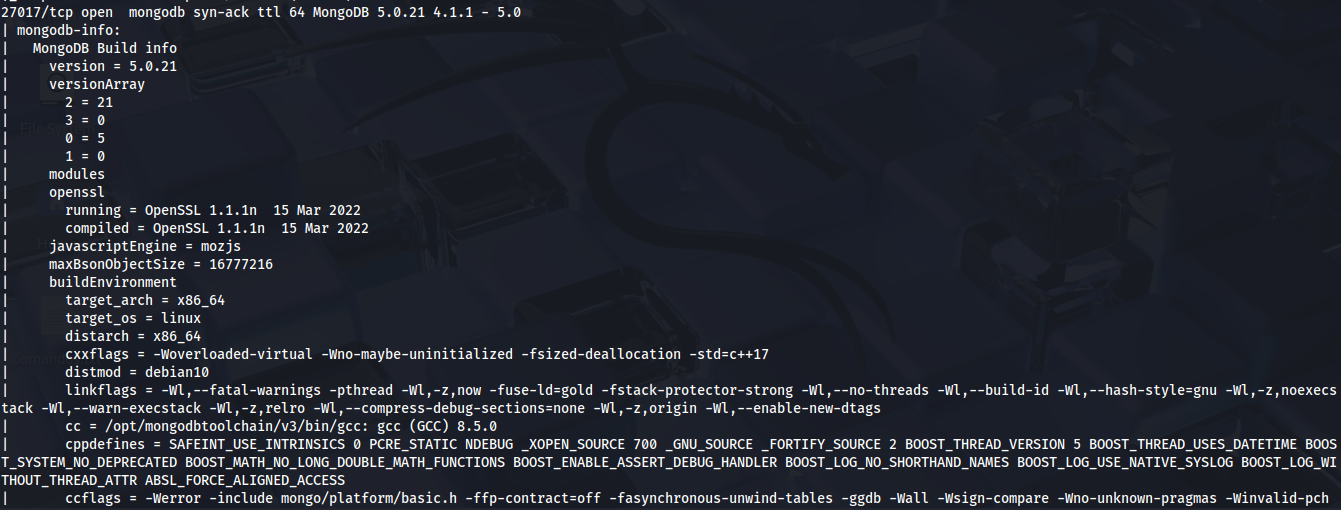 27017/tcp open  mongodb syn-ack ttl 64 MongoDB 5.0.21 4.1.1 - 5.0
| mongodb-info:
|   MongoDB Build info
|     version = 5.0.21
|     versionArray
|       2 = 21
|       3 = 0
|       0 = 5
|       1 = 0
|     modules
|     openssl
|       running = OpenSSL 1.1.1n  15 Mar 2022
|       compiled = OpenSSL 1.1.1n  15 Mar 2022
|     javascriptEngine = mozjs
|     maxBsonObjectSize = 16777216
|     buildEnvironment
|       target_arch = x86_64
|       target_os = linux
|       distarch = x86_64
|       cxxflags = -Woverloaded-virtual -Wno-maybe-uninitialized -fsized-deallocation -std=c++17
|       distmod = debian10
|       linkflags = -Wl,--fatal-warnings -pthread -Wl,-z,now -fuse-ld=gold -fstack-protector-strong -Wl,--no-threads -Wl,--build-id -Wl,--hash-style=gnu -Wl,-z,noexecs
tack -Wl,--warn-execstack -Wl,-z,relro -Wl,--compress-debug-sections=none -Wl,-z,origin -Wl,--enable-new-dtags
|       cc = /opt/mongodbtoolchain/v3/bin/gcc: gcc (GCC) 8.5.0
|       cppdefines = SAFEINT_USE_INTRINSICS 0 PCRE_STATIC NDEBUG _XOPEN_SOURCE 700 _GNU_SOURCE _FORTIFY_SOURCE 2 BOOST_THREAD_VERSION 5 BOOST_THREAD_USES_DATETIME BOOS
T_SYSTEM_NO_DEPRECATED BOOST_MATH_NO_LONG_DOUBLE_MATH_FUNCTIONS BOOST_ENABLE_ASSERT_DEBUG_HANDLER BOOST_LOG_NO_SHORTHAND_NAMES BOOST_LOG_USE_NATIVE_SYSLOG BOOST_LOG_WI
THOUT_THREAD_ATTR ABSL_FORCE_ALIGNED_ACCESS
|       ccflags = -Werror -include mongo/platform/basic.h -ffp-contract=off -fasynchronous-unwind-tables -ggdb -Wall -Wsign-compare -Wno-unknown-pragmas -Winvalid-pch